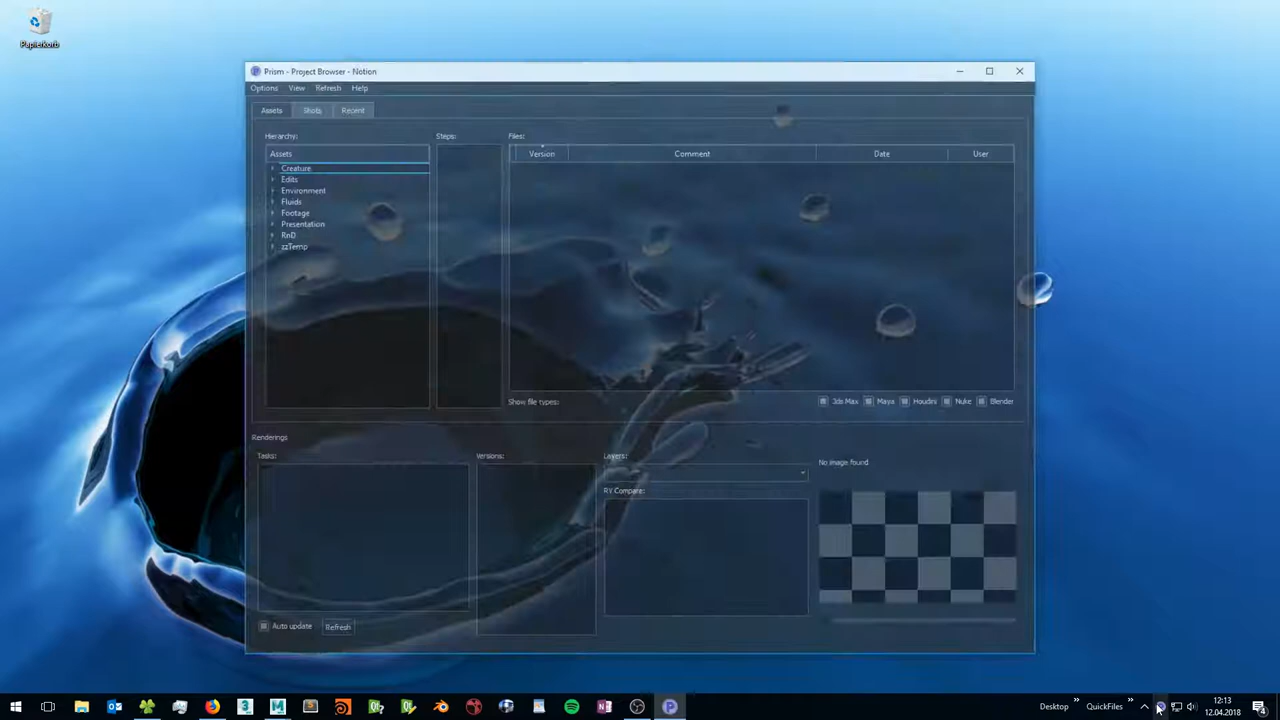 Papierkorb
Prism - Project Browser - Notion
Options View Refresh Help
Assets Shots Recent
Hierarchy: Steps: Files:
Assets Version Comment Date User
Creature
Edits
Environment
Fluids
Footage
Presentation
RnD
zzTemp
Show file types: 3ds Max Maya Houdini Nuke Blender
Renderings
Tasks: Versions: Layers: No image found
RV Compare:
Auto update Refresh
Desktop QuickFiles 12:13
12.04.2018